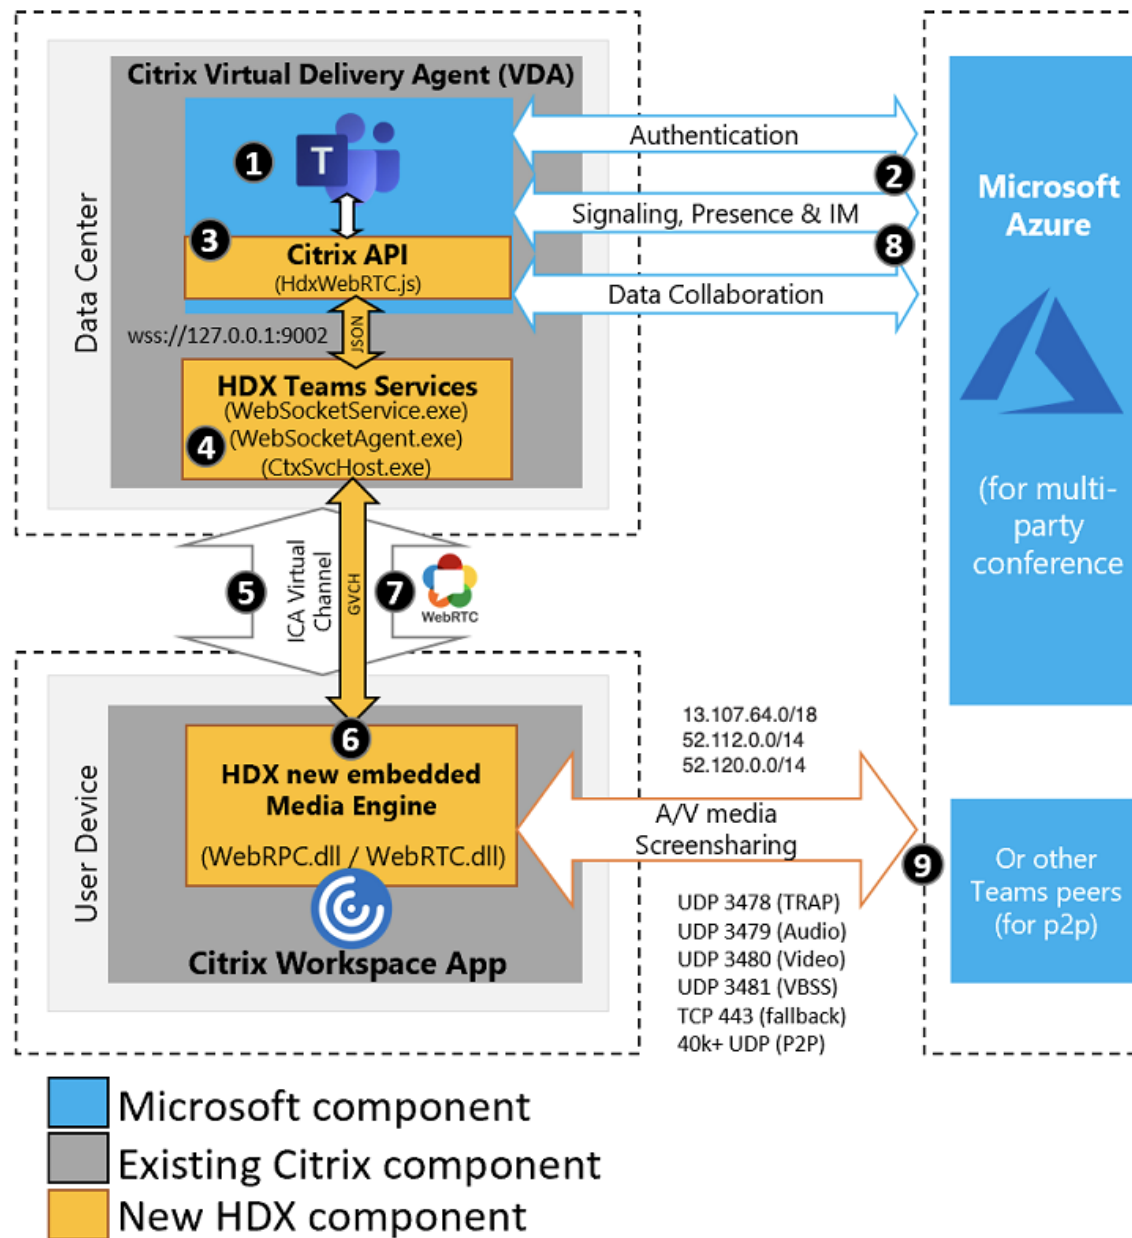 Citrix Virtual Delivery Agent (VDA)
T
1
3
Citrix API
(HdxWebRTC.js)
wss://127.0.0.1:9002
JSON
HDX Teams Services
(WebSocketService.exe)
(WebSocketAgent.exe)
4
(CtxSvcHost.exe)
Data Center
Authentication
2
Signaling, Presence & IM
8
Data Collaboration
Microsoft
Azure
(for multi-
party
conference
5
ICA Virtual
Channel
GVCH
7
WebRTC
6
HDX new embedded
Media Engine
(WebRPC.dll / WebRTC.dll)
Citrix Workspace App
User Device
13.107.64.0/18
52.112.0.0/14
52.120.0.0/14
A/V media
Screensharing
9
UDP 3478 (TRAP)
UDP 3479 (Audio)
UDP 3480 (Video)
UDP 3481 (VBSS)
TCP 443 (fallback)
40k+ UDP (P2P)
Or other
Teams peers
(for p2p)
Microsoft component
Existing Citrix component
New HDX component